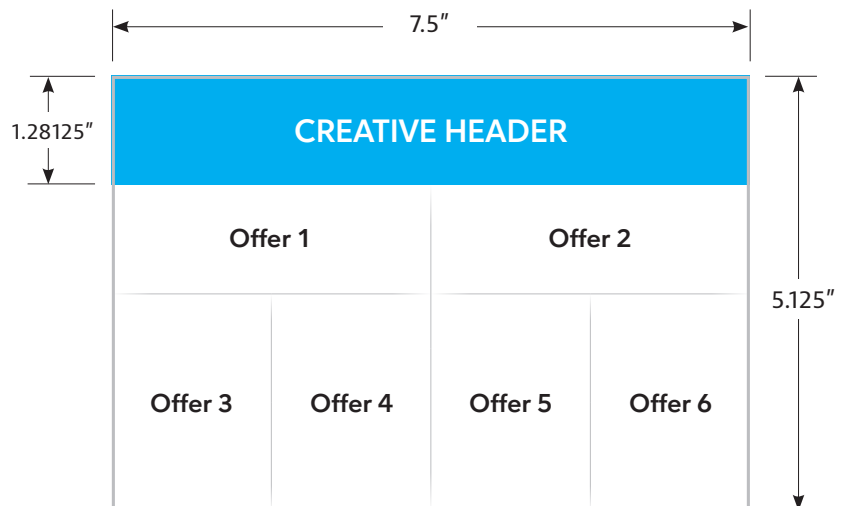 7.5″
1.28125″
CREATIVE HEADER
Offer 1
Offer 2
5.125″
Offer 3
Offer 4
Offer 5
Offer 6